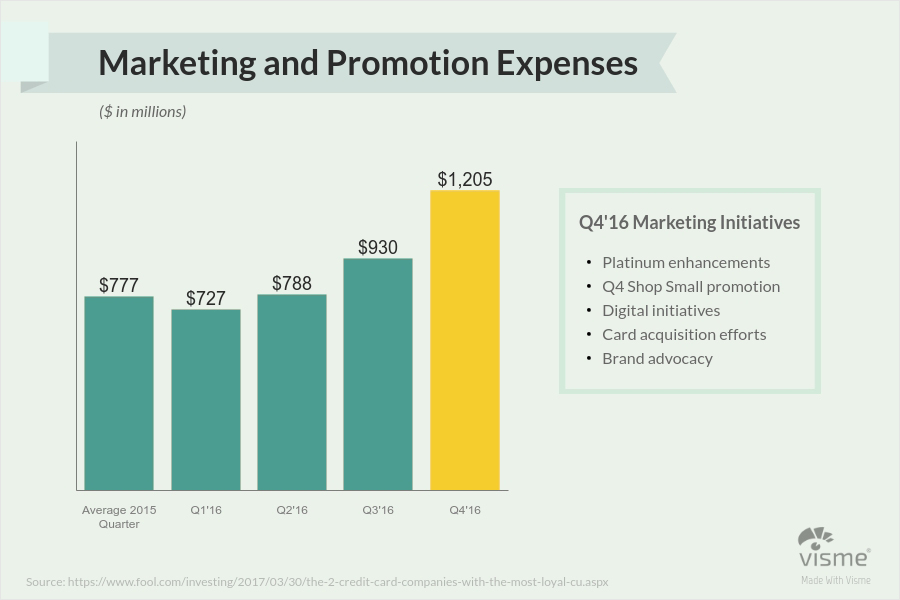 Marketing and Promotion Expenses
($ in millions)
$777
$727
$788
$930
$1,205
Average 2015
Quarter
Q1'16
Q2'16
Q3'16
Q4'16
Q4'16 Marketing Initiatives
• Platinum enhancements
• Q4 Shop Small promotion
• Digital initiatives
• Card acquisition efforts
• Brand advocacy
visme®
Made With Visme
Source: https://www.fool.com/investing/2017/03/30/the-2-credit-card-companies-with-the-most-loyal-cu.aspx